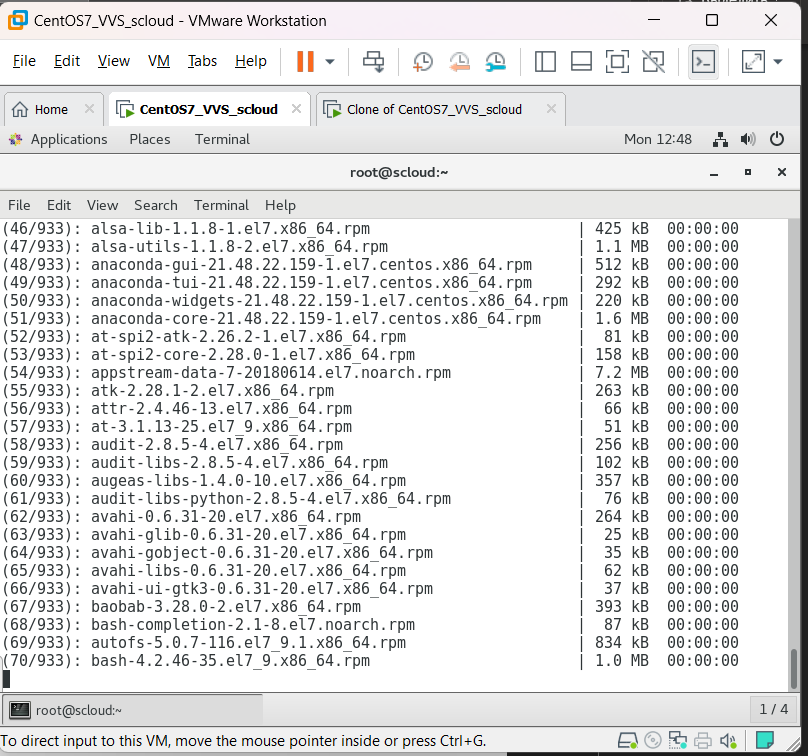 CentOS7_VVS_scloud - VMware Workstation
File Edit View VM Tabs Help
Home CentOS7_VVS_scloud Clone of CentOS7_VVS_scloud
Applications Places Terminal Mon 12:48
root@scloud:~
File Edit View Search Terminal Help
(46/933): alsa-lib-1.1.8-1.el7.x86_64.rpm | 425 kB 00:00:00
(47/933): alsa-utils-1.1.8-2.el7.x86_64.rpm | 1.1 MB 00:00:00
(48/933): anaconda-gui-21.48.22.159-1.el7.centos.x86_64.rpm | 512 kB 00:00:00
(49/933): anaconda-tui-21.48.22.159-1.el7.centos.x86_64.rpm | 292 kB 00:00:00
(50/933): anaconda-widgets-21.48.22.159-1.el7.centos.x86_64.rpm | 220 kB 00:00:00
(51/933): anaconda-core-21.48.22.159-1.el7.centos.x86_64.rpm | 1.6 MB 00:00:00
(52/933): at-spi2-atk-2.26.2-1.el7.x86_64.rpm | 81 kB 00:00:00
(53/933): at-spi2-core-2.28.0-1.el7.x86_64.rpm | 158 kB 00:00:00
(54/933): appstream-data-7-20180614.el7.noarch.rpm | 7.2 MB 00:00:00
(55/933): atk-2.28.1-2.el7.x86_64.rpm | 263 kB 00:00:00
(56/933): attr-2.4.46-13.el7.x86_64.rpm | 66 kB 00:00:00
(57/933): at-3.1.13-25.el7_9.x86_64.rpm | 51 kB 00:00:00
(58/933): audit-2.8.5-4.el7.x86_64.rpm | 256 kB 00:00:00
(59/933): audit-libs-2.8.5-4.el7.x86_64.rpm | 102 kB 00:00:00
(60/933): augeas-libs-1.4.0-10.el7.x86_64.rpm | 357 kB 00:00:00
(61/933): audit-libs-python-2.8.5-4.el7.x86_64.rpm | 76 kB 00:00:00
(62/933): avahi-0.6.31-20.el7.x86_64.rpm | 264 kB 00:00:00
(63/933): avahi-glib-0.6.31-20.el7.x86_64.rpm | 25 kB 00:00:00
(64/933): avahi-gobject-0.6.31-20.el7.x86_64.rpm | 35 kB 00:00:00
(65/933): avahi-libs-0.6.31-20.el7.x86_64.rpm | 62 kB 00:00:00
(66/933): avahi-ui-gtk3-0.6.31-20.el7.x86_64.rpm | 37 kB 00:00:00
(67/933): baobab-3.28.0-2.el7.x86_64.rpm | 393 kB 00:00:00
(68/933): bash-completion-2.1-8.el7.noarch.rpm | 87 kB 00:00:00
(69/933): autofs-5.0.7-116.el7_9.1.x86_64.rpm | 834 kB 00:00:00
(70/933): bash-4.2.46-35.el7_9.x86_64.rpm | 1.0 MB 00:00:00
root@scloud:~ 1 / 4
To direct input to this VM, move the mouse pointer inside or press Ctrl+G.